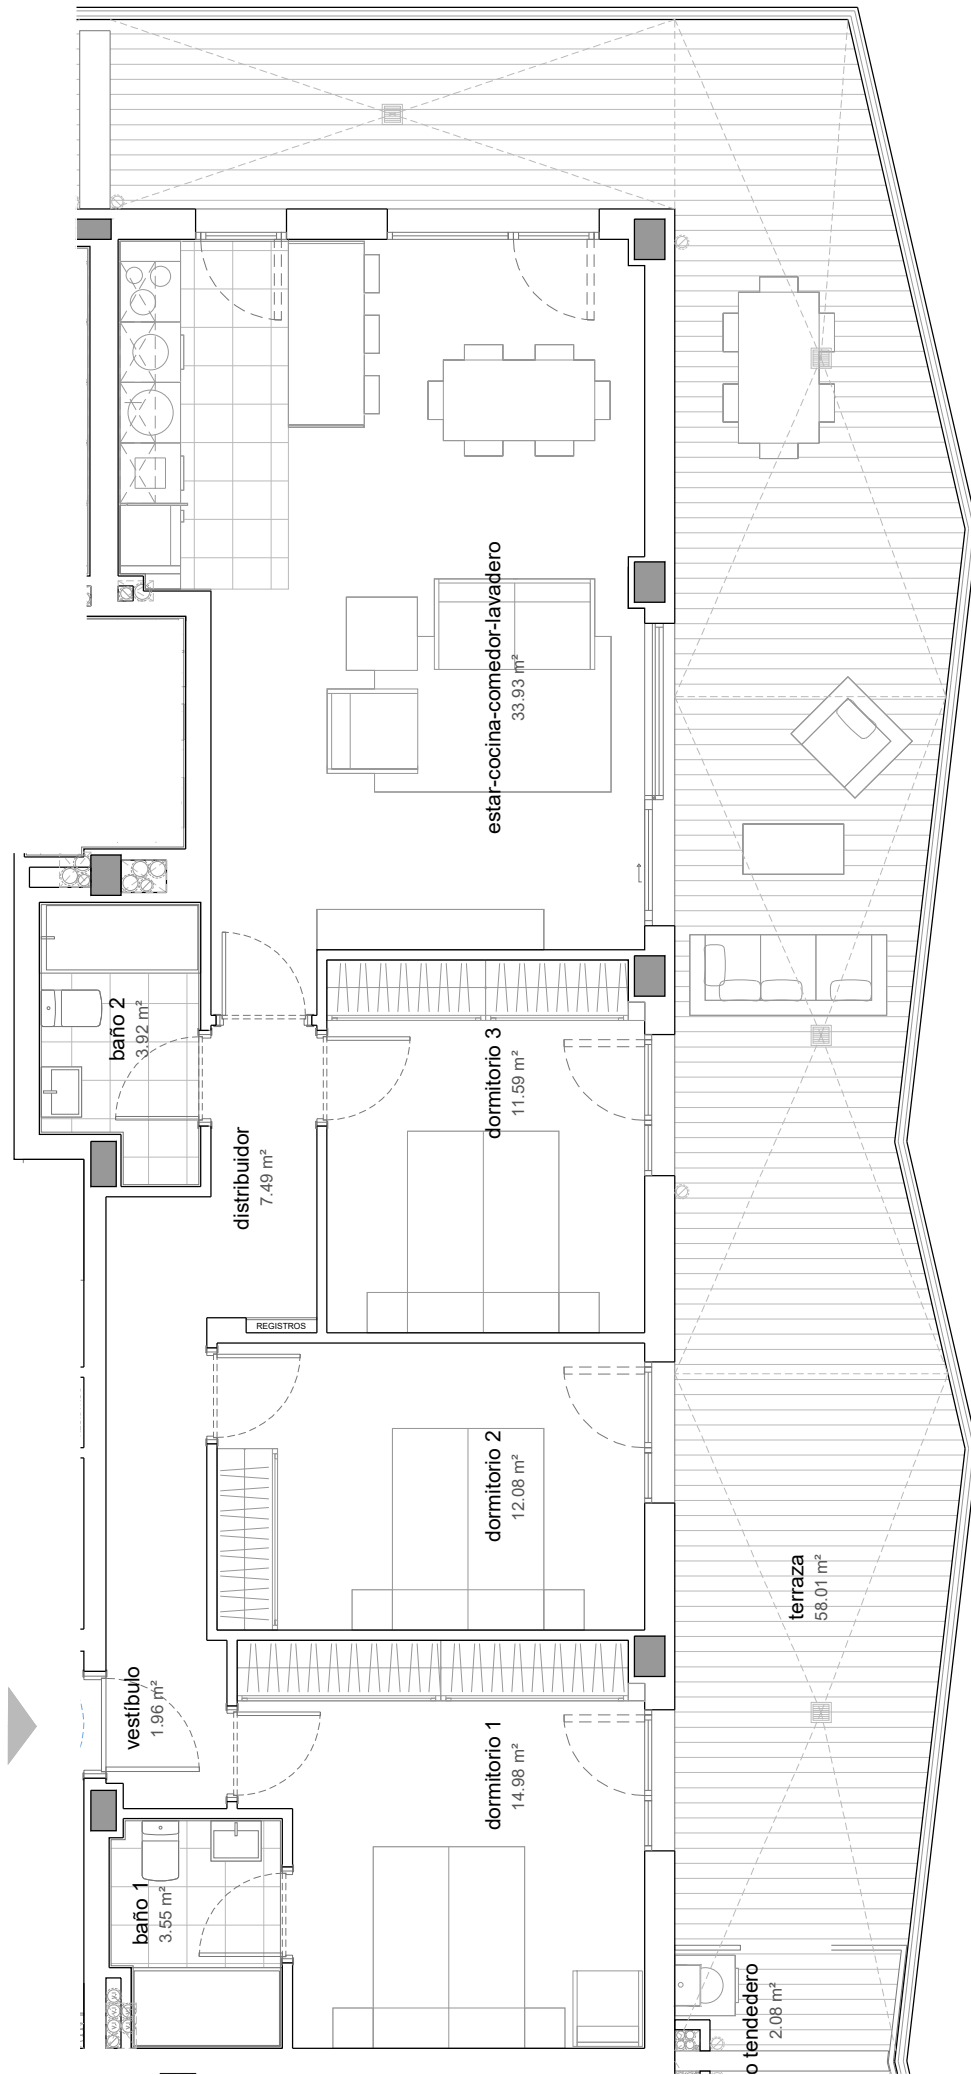 estar-cocina-comedor-lavadero
33.93 m²
baño 2
3.92 m²
dormitorio 3
11.59 m²
distribuidor
7.49 m²
REGISTROS
dormitorio 2
12.08 m²
terraza
58.01 m²
vestíbulo
1.96 m²
dormitorio 1
14.98 m²
baño 1
3.55 m²
o tendedero
2.08 m²